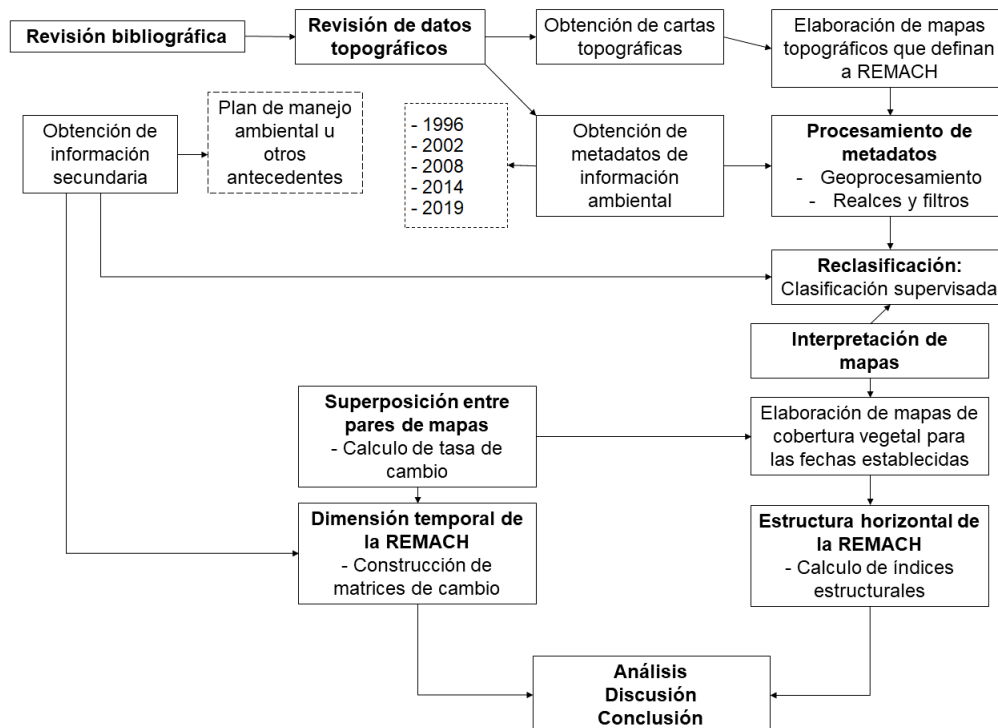 Revisión bibliográfica
Revisión de datos
topográficos
Obtención de cartas
topográficas
Elaboración de mapas
topográficos que definan
a REMACH
Obtención de
información
secundaria
Plan de manejo
ambiental u
otros
antecedentes
- 1996
- 2002
- 2008
- 2014
- 2019
Obtención de
metadatos de
información
ambiental
Procesamiento de
metadatos
- Geoprocesamiento
- Realces y filtros
Reclasificación:
Clasificación supervisada
Interpretación de
mapas
Superposición entre
pares de mapas
- Calculo de tasa de
cambio
Elaboración de mapas de
cobertura vegetal para
las fechas establecidas
Dimensión temporal de
la REMACH
- Construcción de
matrices de cambio
Estructura horizontal de
la REMACH
- Calculo de índices
estructurales
Análisis
Discusión
Conclusión